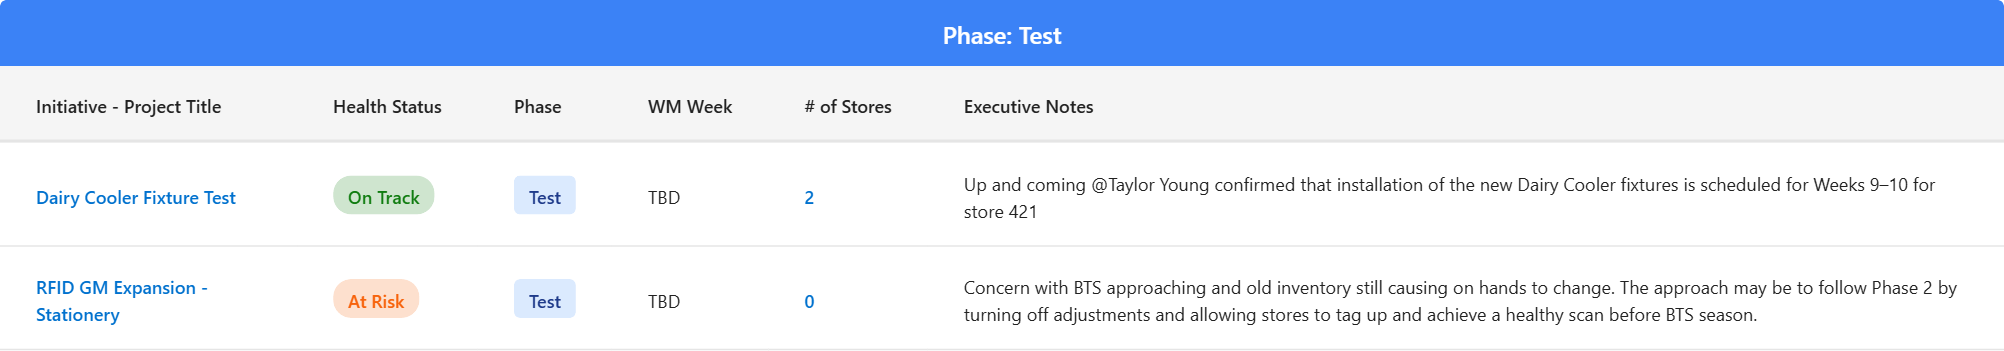 Phase: Test
Initiative - Project Title Health Status Phase WM Week # of Stores Executive Notes
Dairy Cooler Fixture Test On Track Test TBD 2 Up and coming @Taylor Young confirmed that installation of the new Dairy Cooler fixtures is scheduled for Weeks 9–10 for
store 421
RFID GM Expansion -
Stationery At Risk Test TBD 0 Concern with BTS approaching and old inventory still causing on hands to change. The approach may be to follow Phase 2 by
turning off adjustments and allowing stores to tag up and achieve a healthy scan before BTS season.